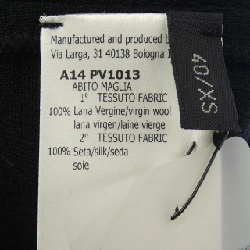 Manufactured and produced b
Via Larga, 31 40138 Bologna I
A14 PV1013
ABITO MAGLIA
1° TESSUTO FABRIC
100% Lana Vergine/virgin wool
lana virgen/laine vierge
2° TESSUTO FABRIC
100% Seta/silk/seda
soie
40/XS